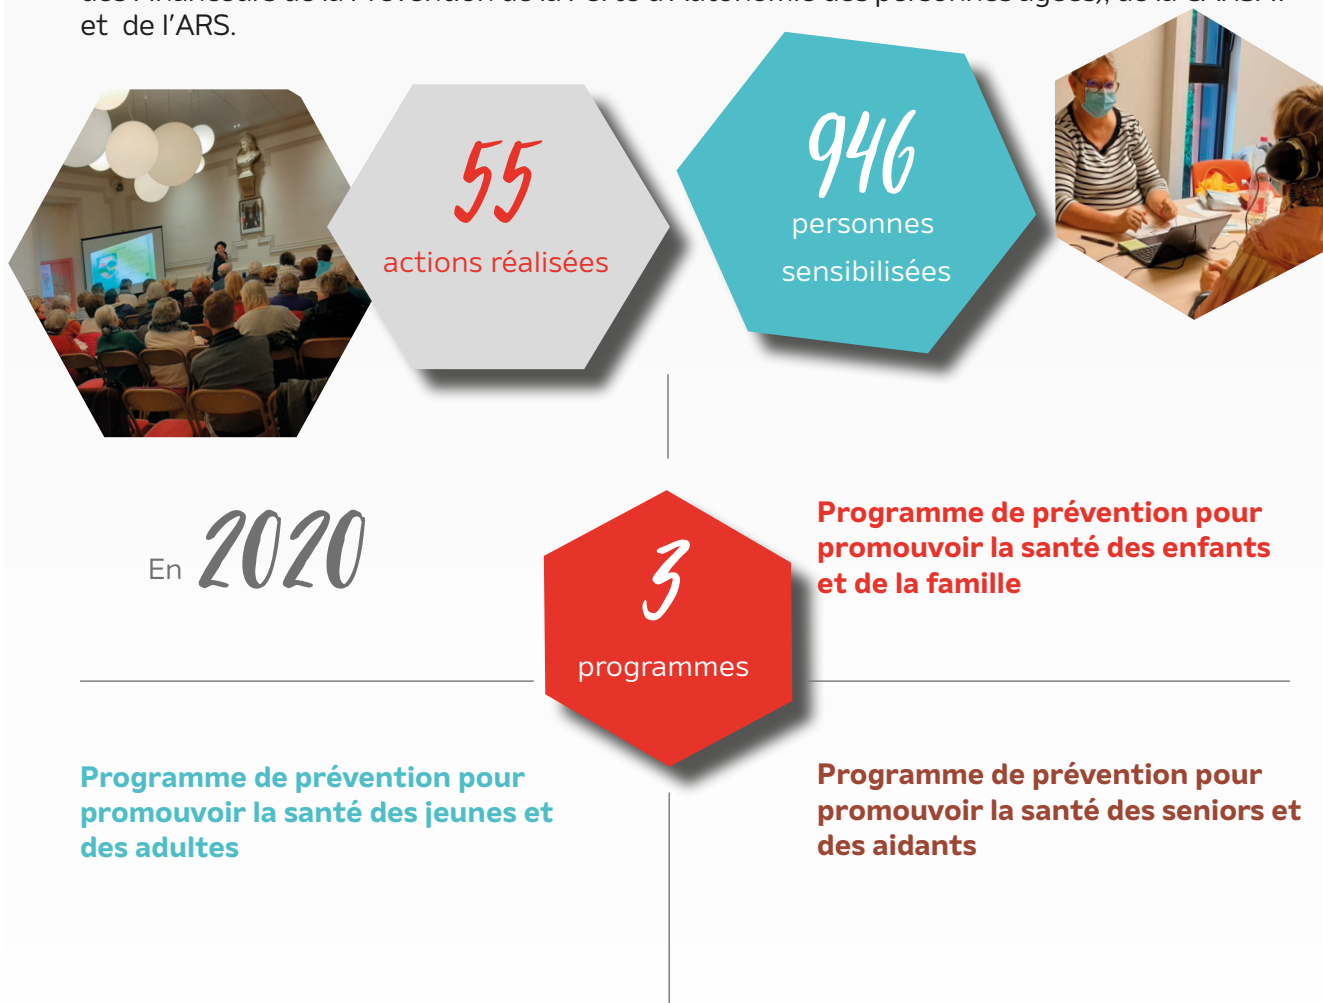 et de l'ARS.
55
actions réalisées
946
personnes
sensibilisées
En 2020
3
programmes
Programme de prévention pour
promouvoir la santé des enfants
et de la famille
Programme de prévention pour
promouvoir la santé des jeunes et
des adultes
Programme de prévention pour
promouvoir la santé des seniors et
des aidants